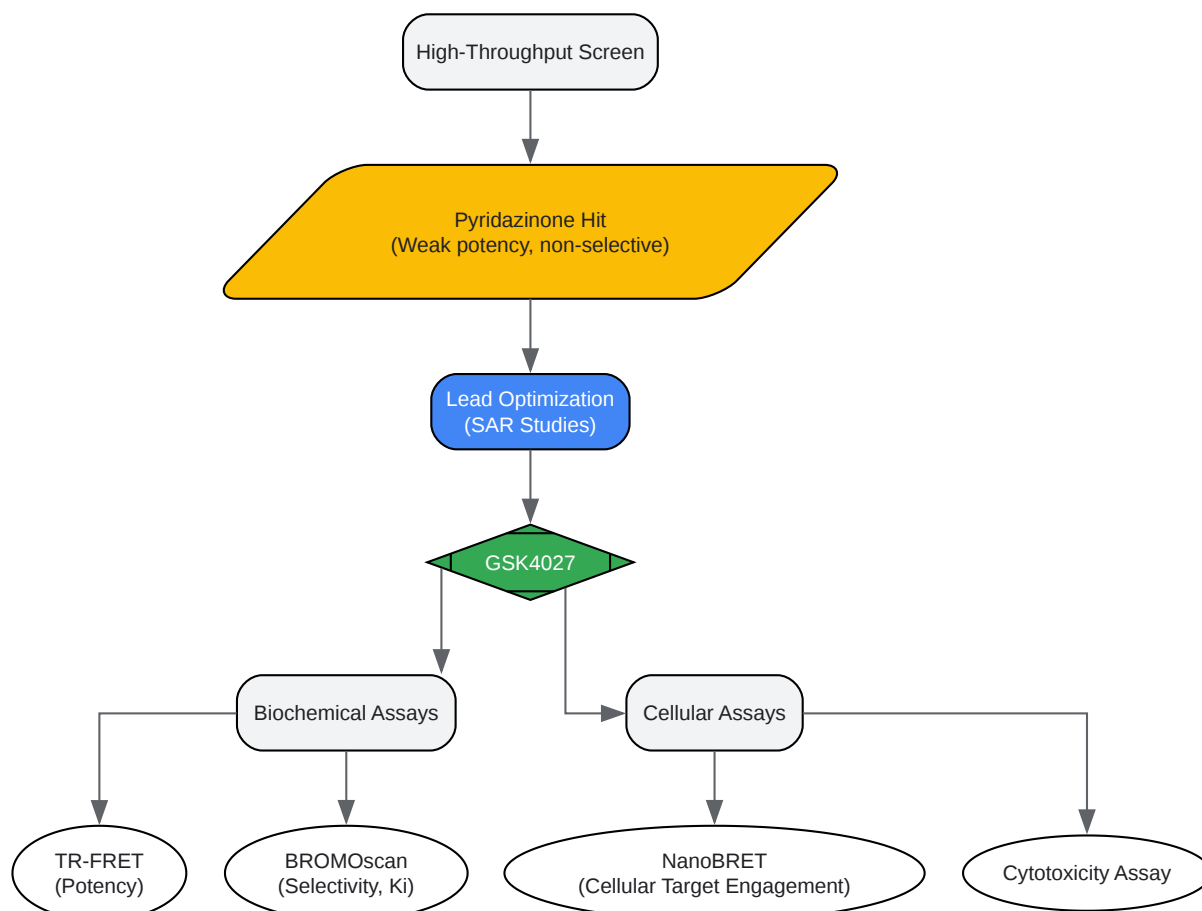 High-Throughput Screen
Pyridazinone Hit
(Weak potency, non-selective)
Lead Optimization
(SAR Studies)
GSK4027
Biochemical Assays
Cellular Assays
TR-FRET
(Potency)
BROMOscan
(Selectivity, Ki)
NanoBRET
(Cellular Target Engagement)
Cytotoxicity Assay